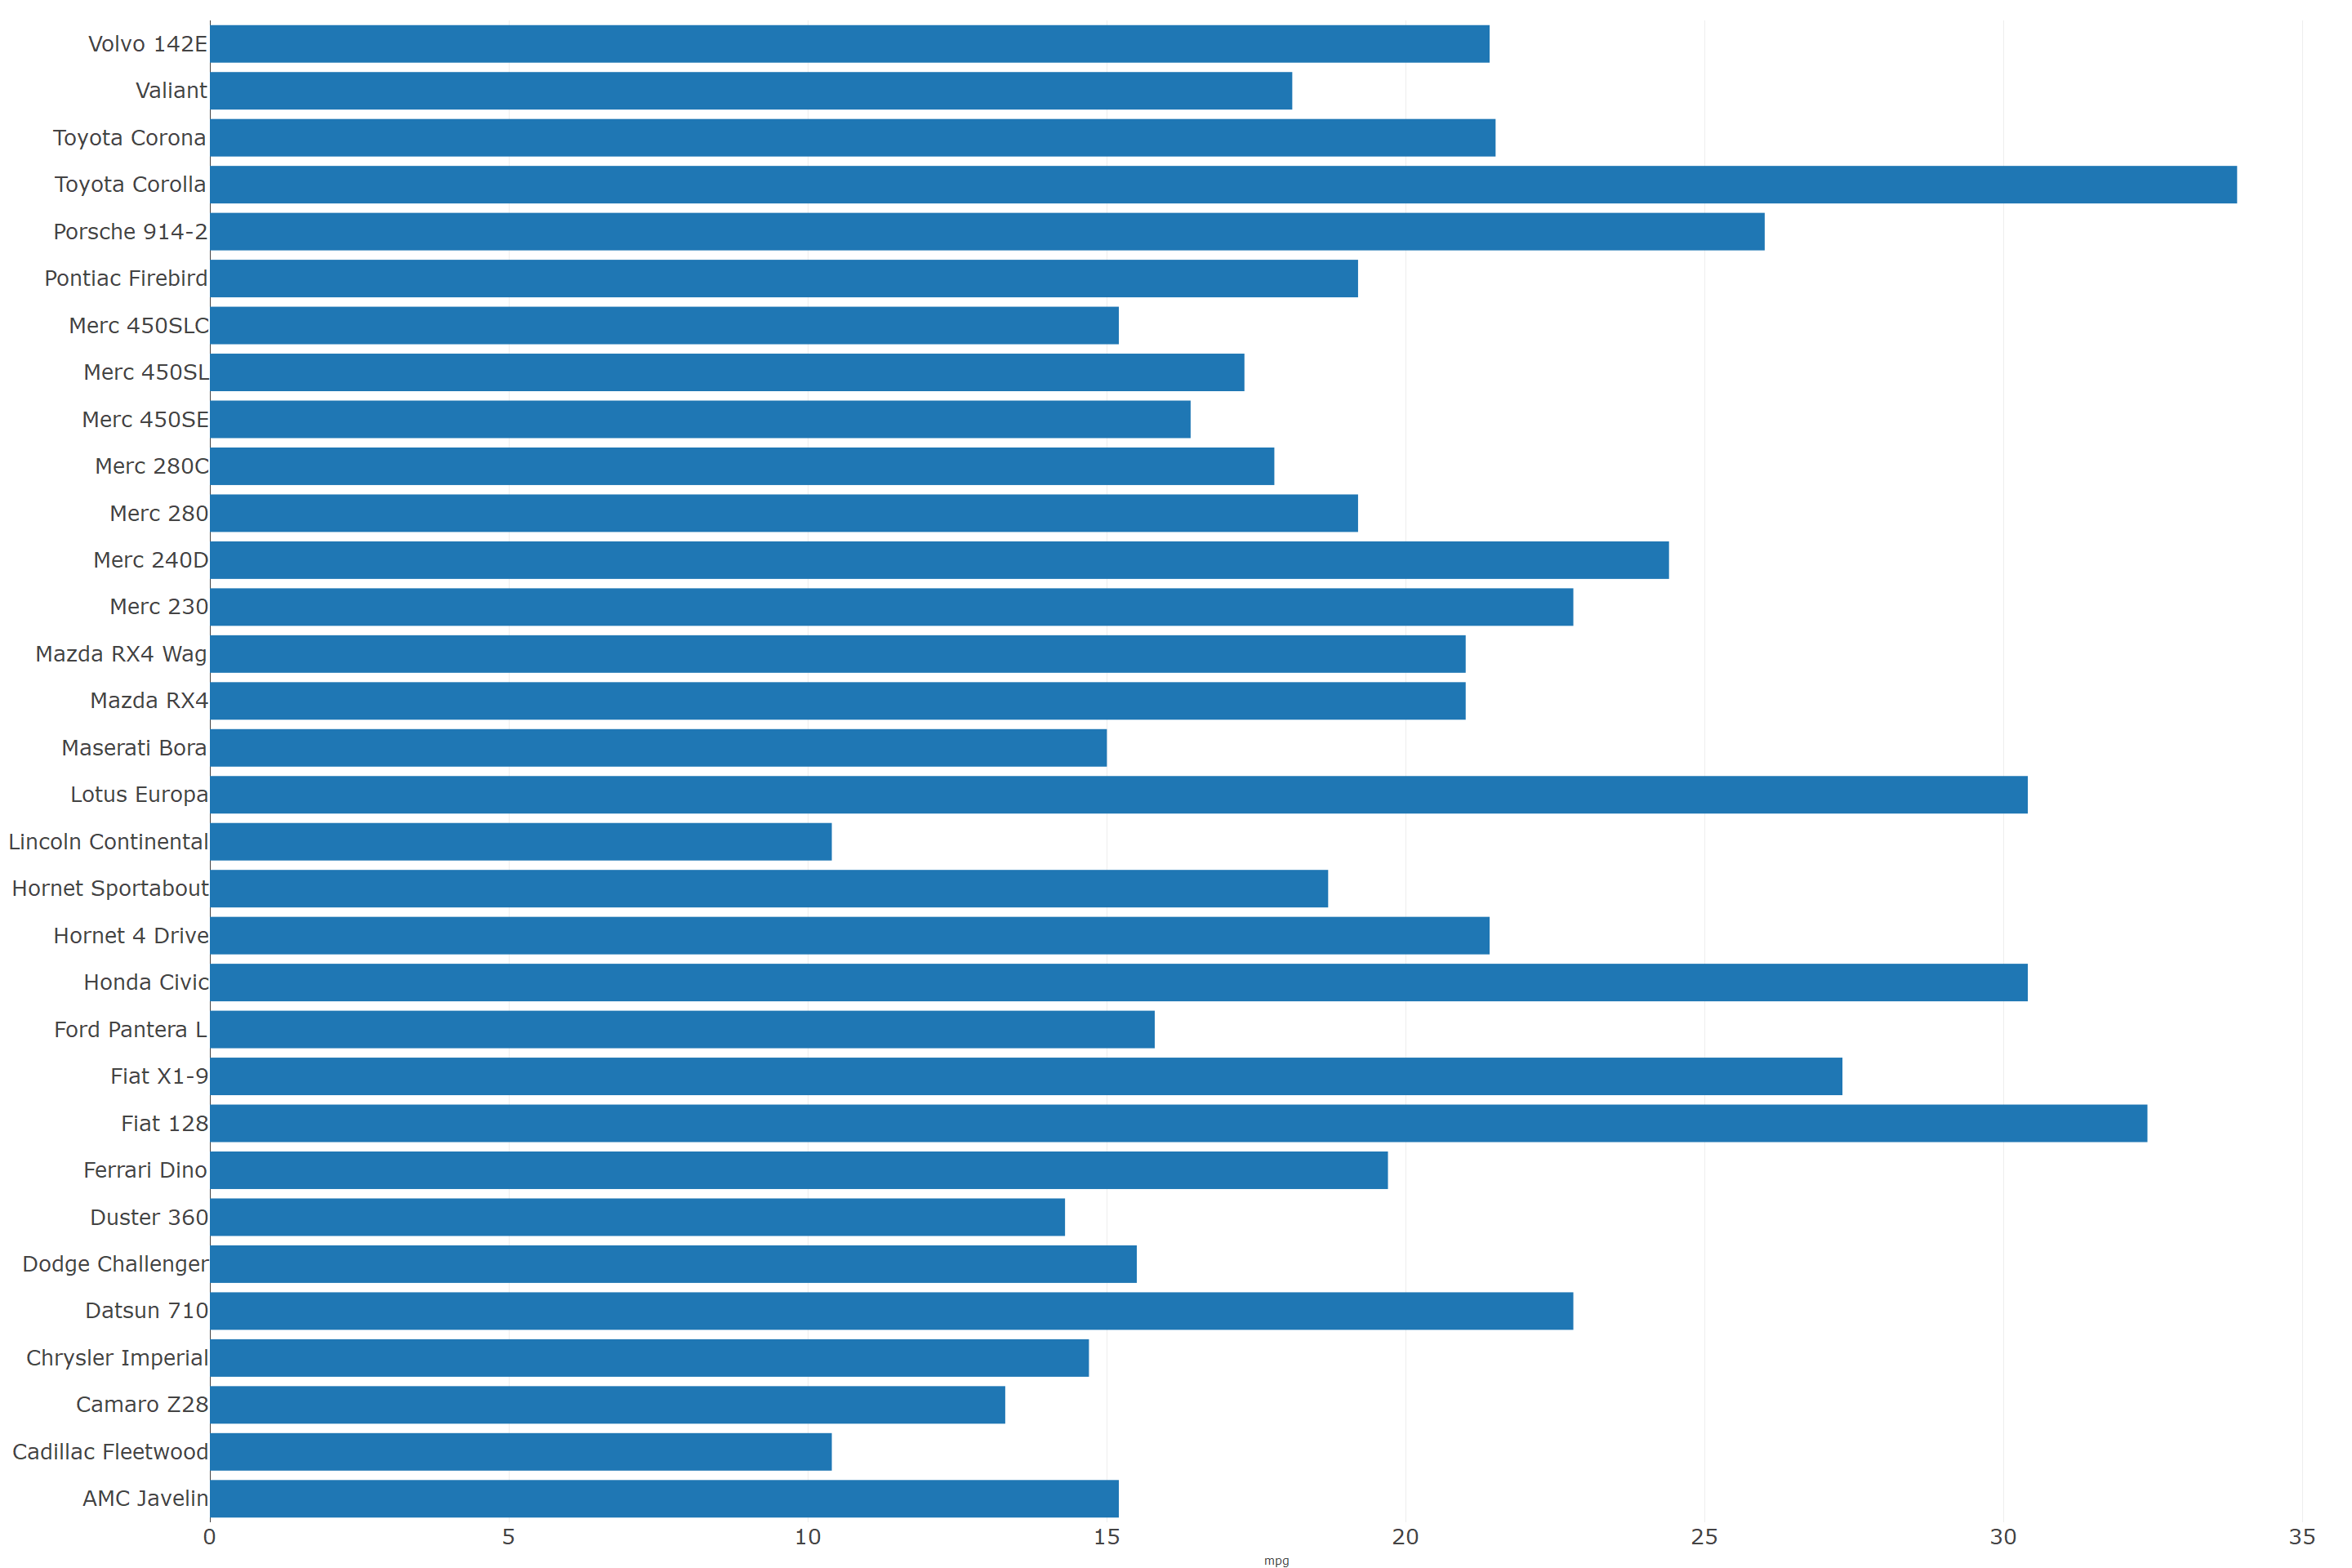 Volvo 142E
Valiant
Toyota Corona
Toyota Corolla
Porsche 914-2
Pontiac Firebird
Merc 450SLC
Merc 450SL
Merc 450SE
Merc 280C
Merc 280
Merc 240D
Merc 230
Mazda RX4 Wag
Mazda RX4
Maserati Bora
Lotus Europa
Lincoln Continental
Hornet Sportabout
Hornet 4 Drive
Honda Civic
Ford Pantera L
Fiat X1-9
Fiat 128
Ferrari Dino
Duster 360
Dodge Challenger
Datsun 710
Chrysler Imperial
Camaro Z28
Cadillac Fleetwood
AMC Javelin
0 5 10 15 20 25 30 35
mpg